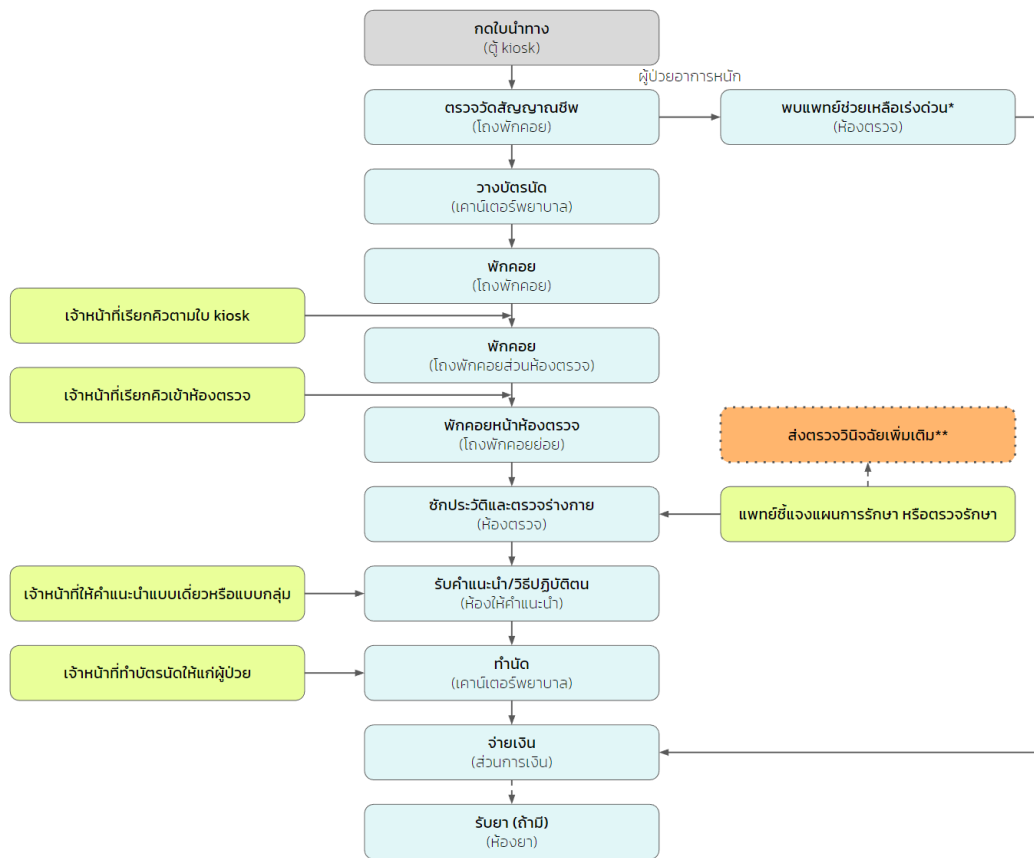 กดใบนำทาง
(ตู้ kiosk)
ผู้ป่วยอาการหนัก
ตรวจวัดสัญญาณชีพ
(โถงพักคอย)
พบแพทย์ช่วยเหลือเร่งด่วน*
(ห้องตรวจ)
วางบัตรนัด
(เคาน์เตอร์พยาบาล)
พักคอย
(โถงพักคอย)
เจ้าหน้าที่เรียกคิวตามใบ kiosk
พักคอย
(โถงพักคอยส่วนห้องตรวจ)
เจ้าหน้าที่เรียกคิวเข้าห้องตรวจ
พักคอยหน้าห้องตรวจ
(โถงพักคอยย่อย)
ส่งตรวจวินิจฉัยเพิ่มเติม**
ซักประวัติและตรวจร่างกาย
(ห้องตรวจ)
แพทย์ชี้แจงแผนการรักษา หรือตรวจรักษา
เจ้าหน้าที่ให้คำแนะนำแบบเดี่ยวหรือแบบกลุ่ม
รับคำแนะนำ/วิธีปฏิบัติตน
(ห้องให้คำแนะนำ)
เจ้าหน้าที่ทำบัตรนัดให้แก่ผู้ป่วย
ทำนัด
(เคาน์เตอร์พยาบาล)
จ่ายเงิน
(ส่วนการเงิน)
รับยา (ถ้ามี)
(ห้องยา)